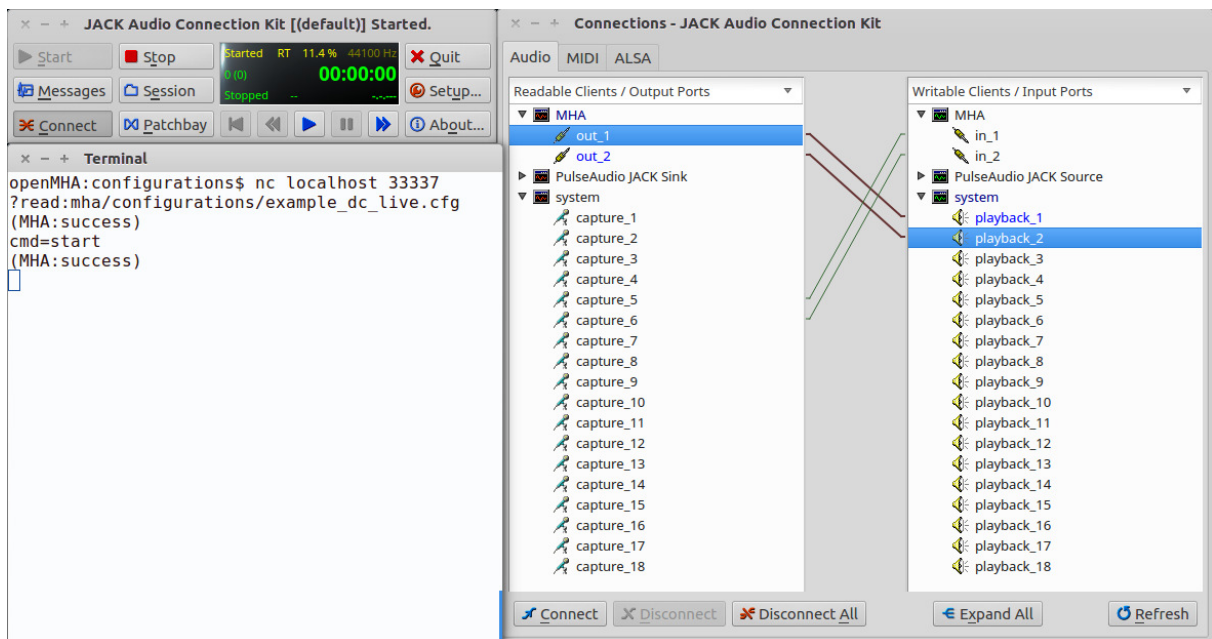 JACK Audio Connection Kit [(default)] Started.
Start
Stop
Started RT 11.4 % 44100 Hz
0 (0) 00:00:00
Stopped -- -.-.---
Quit
Messages
Session
Setup...
Connect
Patchbay
About...
Terminal
openMHA:configurations$ nc localhost 33337
?read:mha/configurations/example_dc_live.cfg
(MHA:success)
cmd=start
(MHA:success)
Connections - JACK Audio Connection Kit
Audio MIDI ALSA
Readable Clients / Output Ports
MHA
out_1
out_2
PulseAudio JACK Sink
system
capture_1
capture_2
capture_3
capture_4
capture_5
capture_6
capture_7
capture_8
capture_9
capture_10
capture_11
capture_12
capture_13
capture_14
capture_15
capture_16
capture_17
capture_18
Writable Clients / Input Ports
MHA
in_1
in_2
PulseAudio JACK Source
system
playback_1
playback_2
playback_3
playback_4
playback_5
playback_6
playback_7
playback_8
playback_9
playback_10
playback_11
playback_12
playback_13
playback_14
playback_15
playback_16
playback_17
playback_18
Connect
Disconnect
Disconnect All
Expand All
Refresh